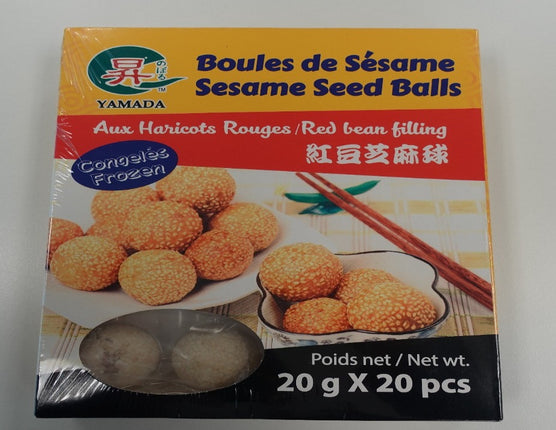 昇
のぼる
TM
YAMADA
Boules de Sésame
Sesame Seed Balls
Aux Haricots Rouges/Red bean filling
紅豆芝麻球
Congelés
Frozen
Poids net / Net wt.
20 g X 20 pcs